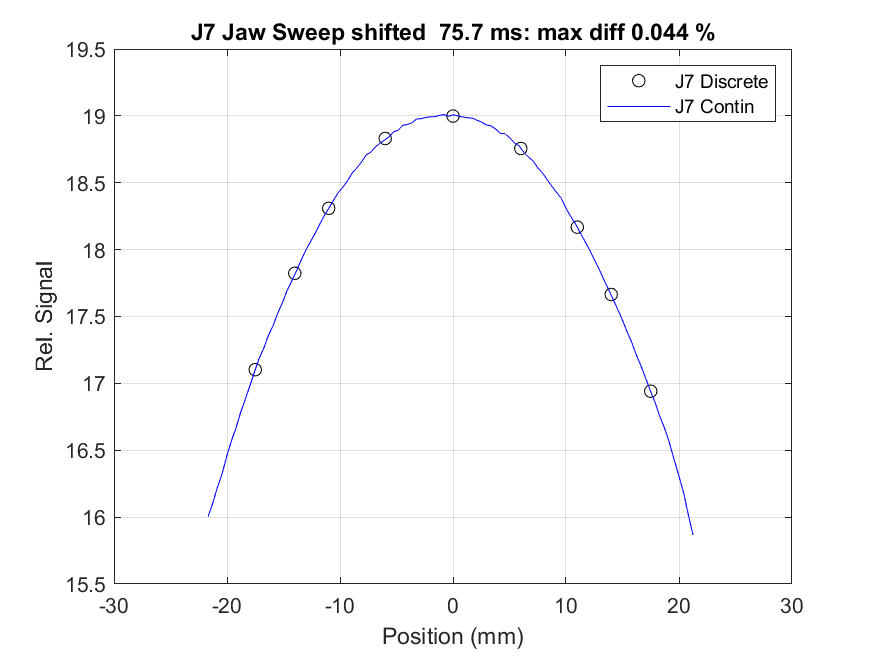 J7 Jaw Sweep shifted  75.7 ms: max diff 0.044 %
19.5
19
18.5
18
17.5
17
16.5
16
15.5
Rel. Signal
J7 Discrete
J7 Contin
-30 -20 -10 0 10 20 30
Position (mm)